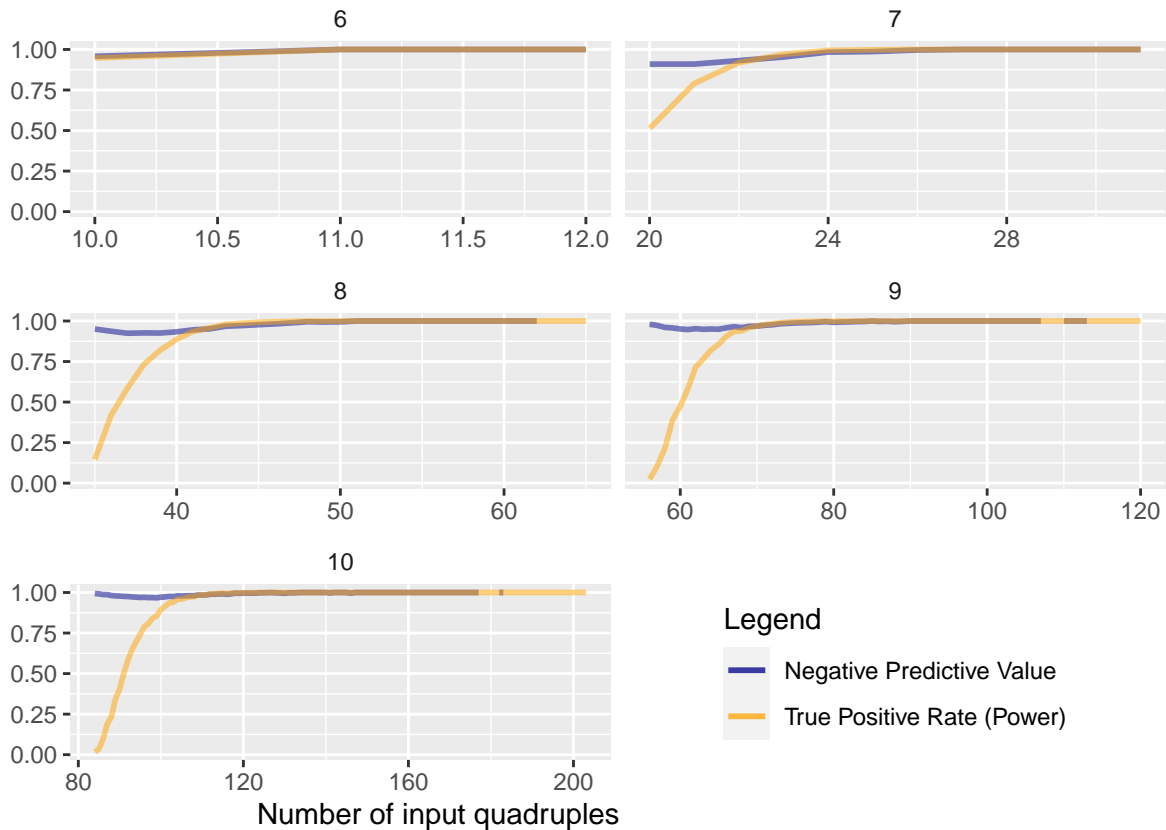 6
7
1.00
0.75
0.50
0.25
0.00
10.0 10.5 11.0 11.5 12.0
20 24 28
8
9
1.00
0.75
0.50
0.25
0.00
40 50 60
60 80 100 120
10
1.00
0.75
0.50
0.25
0.00
80 120 160 200
Number of input quadruples
Legend
Negative Predictive Value
True Positive Rate (Power)